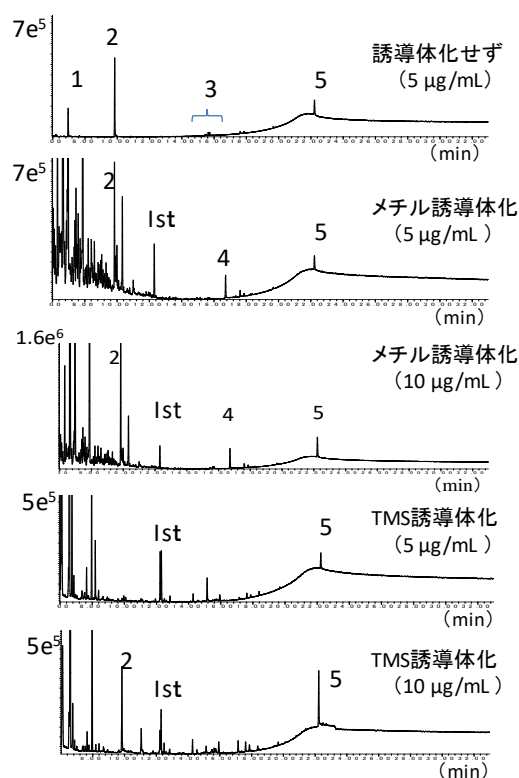 7e⁵
1
2
3
5
誘導体化せず
(5 µg/mL)
(min)
7e⁵
2
Ist
4
5
メチル誘導体化
(5 µg/mL )
(min)
1.6e⁶
2
Ist
4
5
メチル誘導体化
(10 µg/mL )
(min)
5e⁵
Ist
5
TMS誘導体化
(5 µg/mL )
(min)
5e⁵
2
Ist
5
TMS誘導体化
(10 µg/mL )
(min)